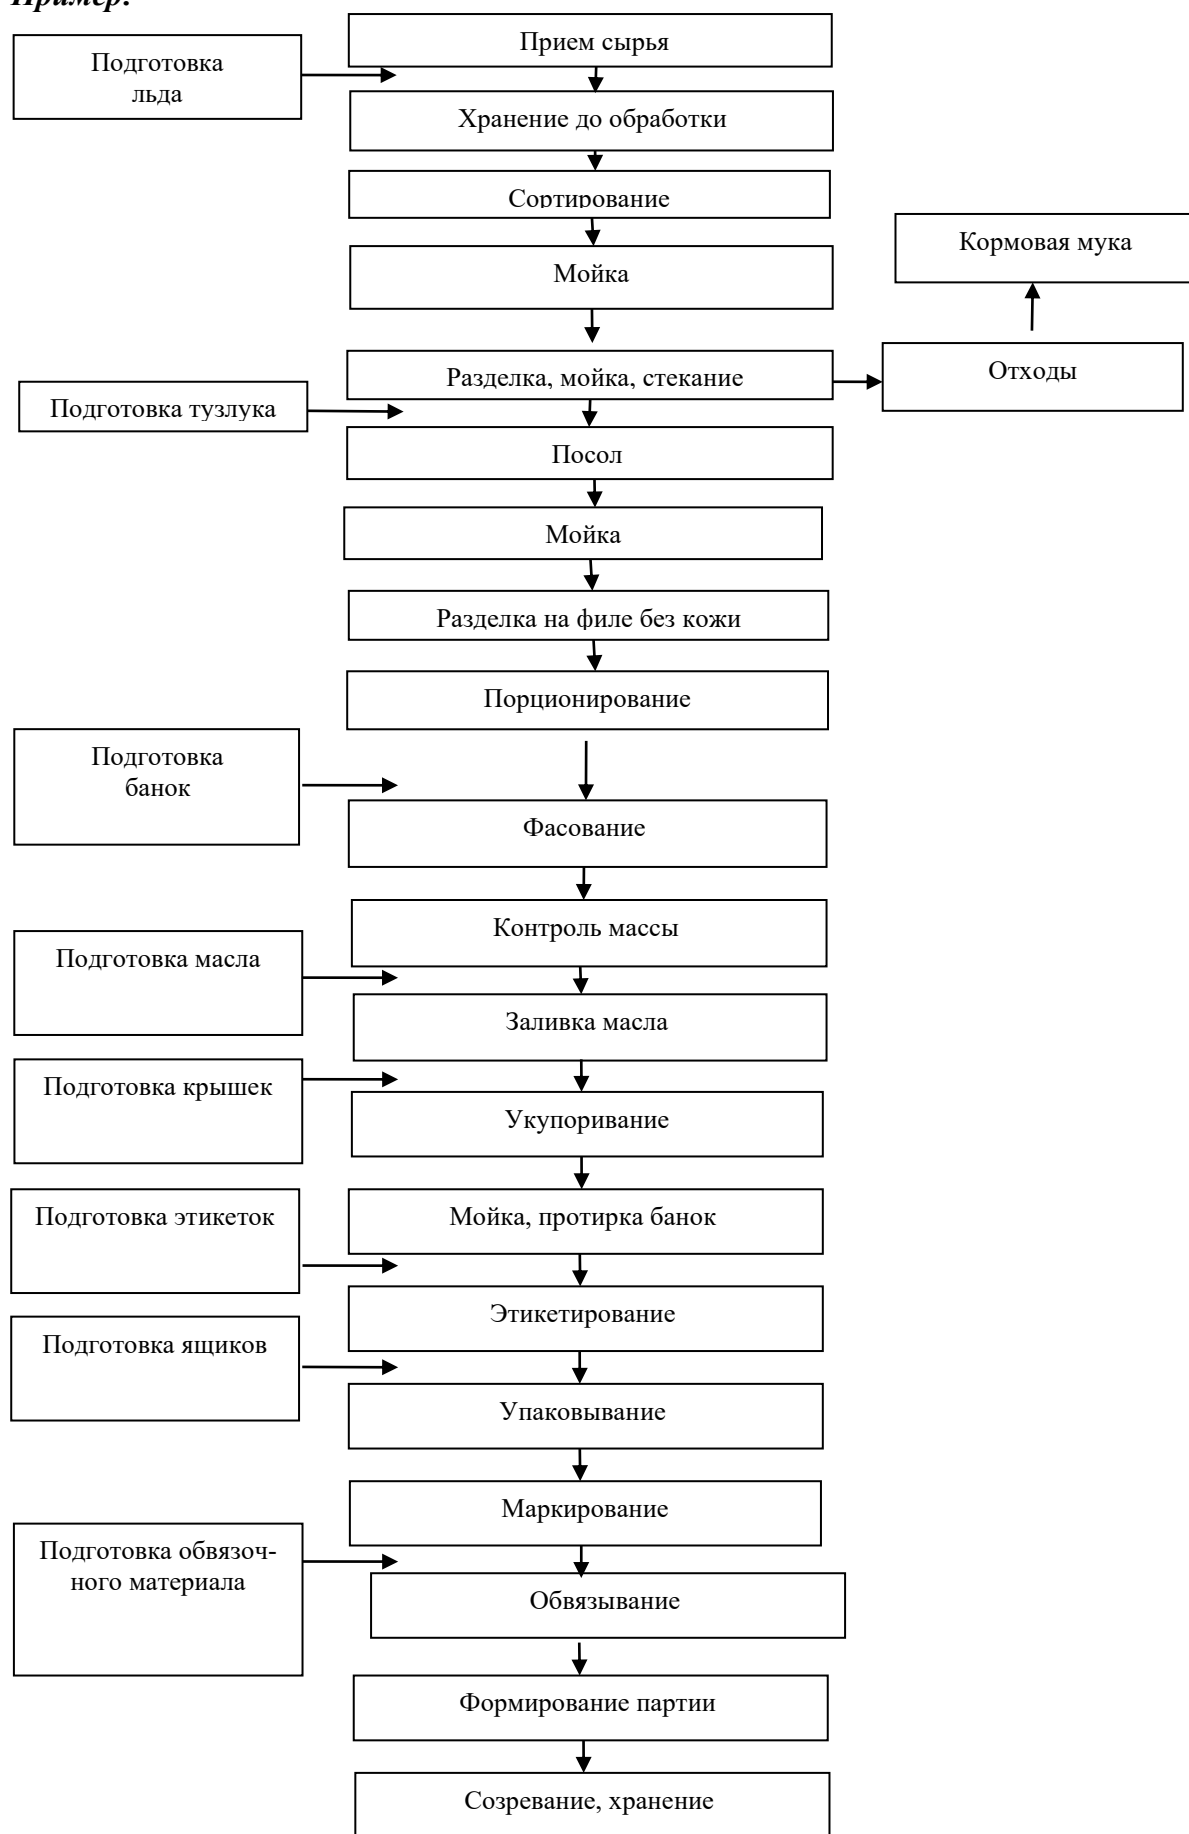 Пример:
Прием сырья
Подготовка
льда
Хранение до обработки
Сортирование
Кормовая мука
Мойка
Разделка, мойка, стекание
Отходы
Подготовка тузлука
Посол
Мойка
Разделка на филе без кожи
Порционирование
Подготовка
банок
Фасование
Контроль массы
Подготовка масла
Заливка масла
Подготовка крышек
Укупоривание
Подготовка этикеток
Мойка, протирка банок
Этикетирование
Подготовка ящиков
Упаковывание
Маркирование
Подготовка обвязоч-
ного материала
Обвязывание
Формирование партии
Созревание, хранение